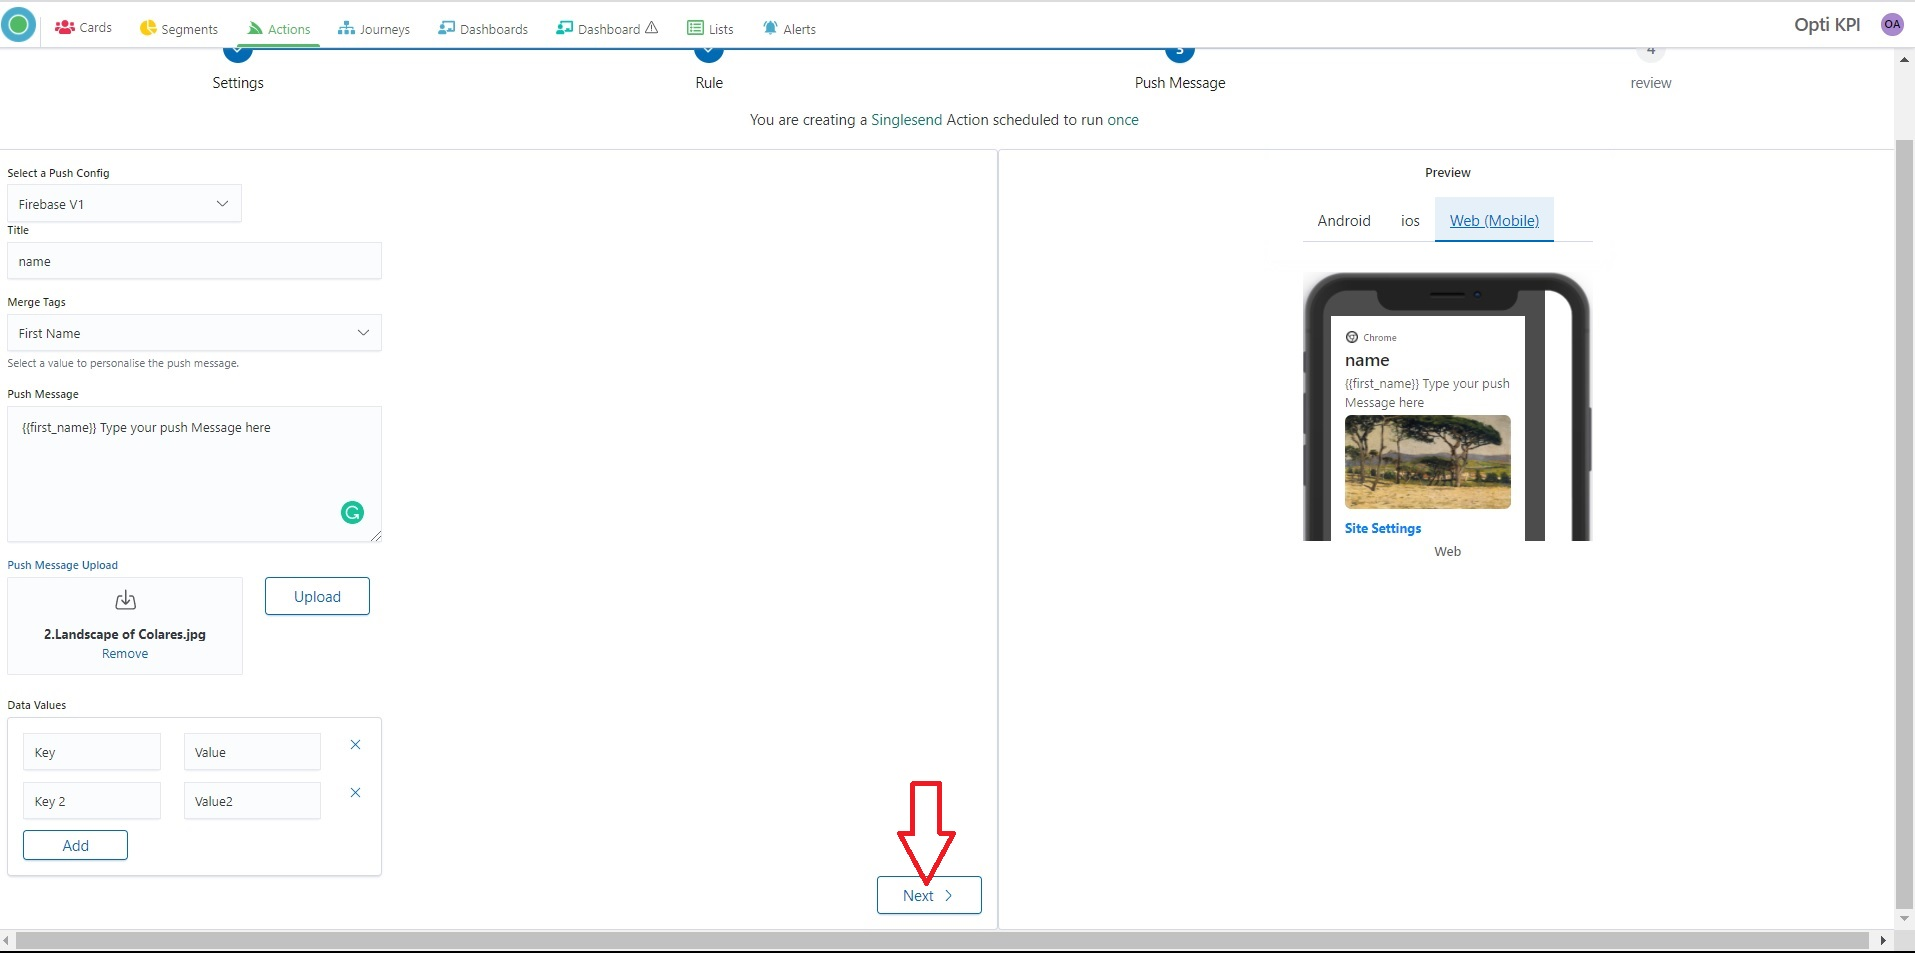 Cards
Segments
Actions
Journeys
Dashboards
Dashboard
Lists
Alerts
Opti KPI
OA
3
4
Settings
Rule
Push Message
review
You are creating a Singlesend Action scheduled to run once
Select a Push Config
Firebase V1
Title
name
Merge Tags
First Name
Select a value to personalise the push message.
Push Message
{{first_name}} Type your push Message here
Push Message Upload
2.Landscape of Colares.jpg
Remove
Upload
Data Values
Key
Value
Key 2
Value2
Add
Next
Preview
Android
ios
Web (Mobile)
Chrome
name
{{first_name}} Type your push
Message here
Site Settings
Web